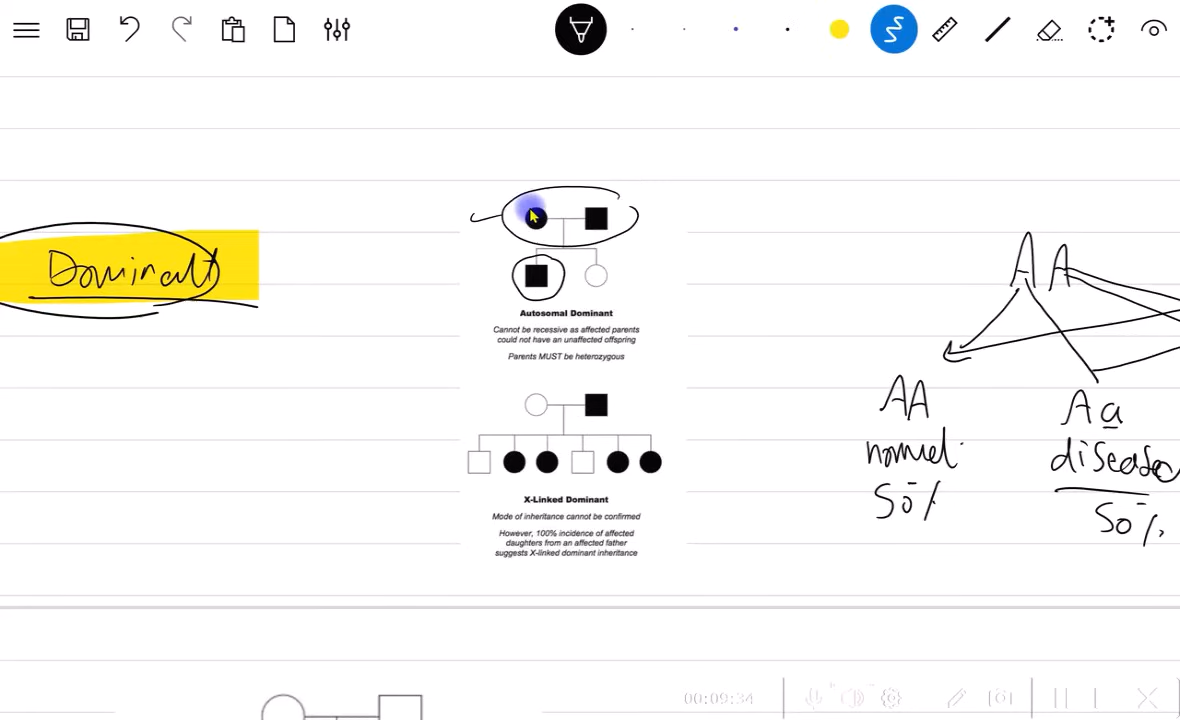 Dominant
Autosomal Dominant
Cannot be recessive as affected parents
could not have an unaffected offspring
Parents MUST be heterozygous
X-Linked Dominant
Mode of inheritance cannot be confirmed
However, 100% incidence of affected
daughters from an affected father
suggests X-linked dominant inheritance
AA
AA
normal
50%
Aa
disease
50%
00:09:34